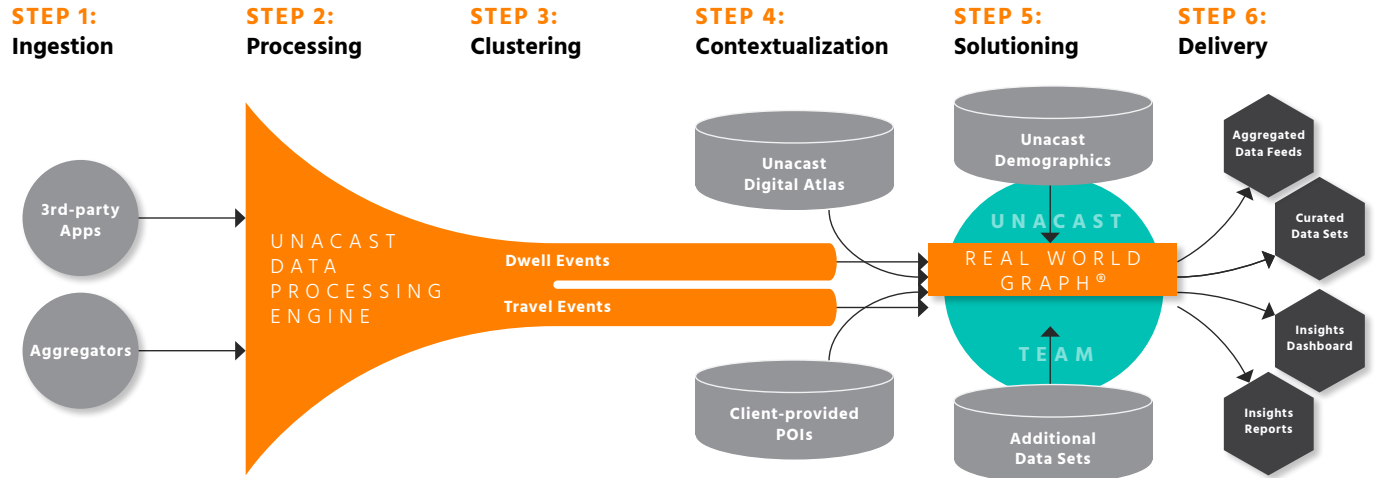 STEP 1:
Ingestion
STEP 2:
Processing
STEP 3:
Clustering
STEP 4:
Contextualization
STEP 5:
Solutioning
STEP 6:
Delivery
3rd-party
Apps
Aggregators
UNACAST
DATA
PROCESSING
ENGINE
Dwell Events
Travel Events
Unacast
Digital Atlas
Client-provided
POIs
Unacast
Demographics
UNACAST
REAL WORLD
GRAPH®
TEAM
Additional
Data Sets
Aggregated
Data Feeds
Curated
Data Sets
Insights
Dashboard
Insights
Reports